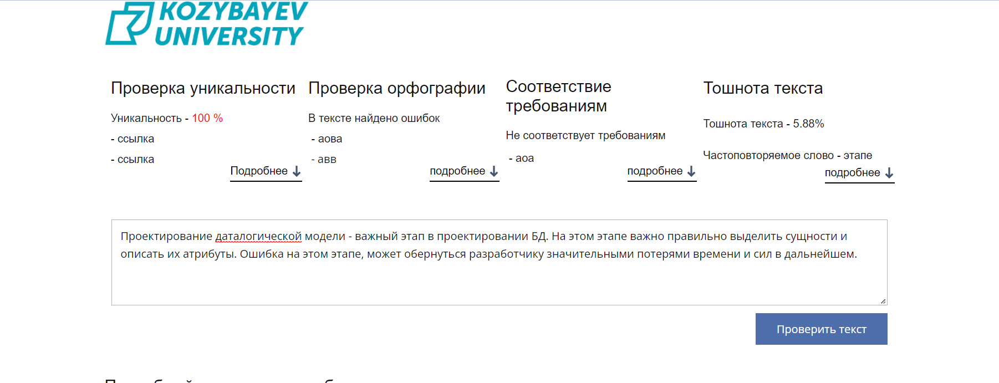 KOZYBAYEV
UNIVERSITY
Проверка уникальности
Уникальность - 100 %
- ссылка
- ссылка
Подробнее
Проверка орфографии
В тексте найдено ошибок
- аова
- авв
подробнее
Соответствие
требованиям
Не соответствует требованиям
- аоа
подробнее
Тошнота текста
Тошнота текста - 5.88%
Частоповторяемое слово - этапе
подробнее
Проектирование даталогической модели - важный этап в проектировании БД. На этом этапе важно правильно выделить сущности и
описать их атрибуты. Ошибка на этом этапе, может обернуться разработчику значительными потерями времени и сил в дальнейшем.
Проверить текст